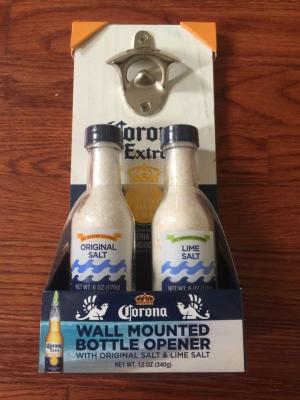 Corona
Extra
ORIGINAL
SALT
NET WT. 6 OZ (170g)
LIME
SALT
NET WT. 6 OZ
Corona
WALL MOUNTED
BOTTLE OPENER
WITH ORIGINAL SALT & LIME SALT
NET WT. 12 OZ (340g)